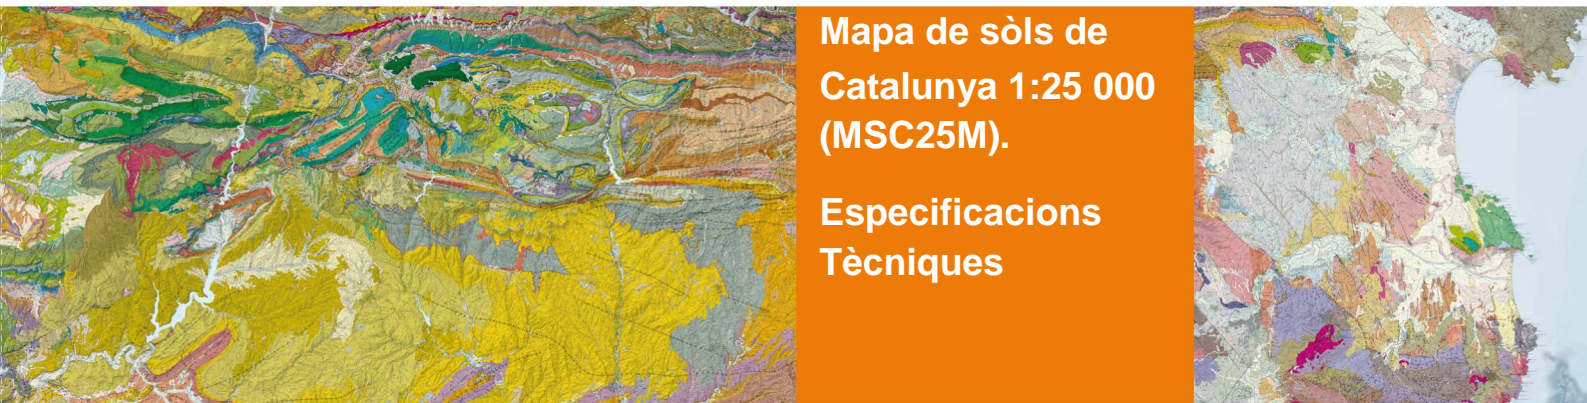 Mapa de sòls de
Catalunya 1:25 000
(MSC25M).
Especificacions
Tècniques